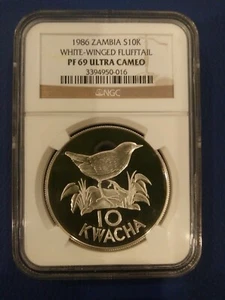 1986 ZAMBIA S10K
WHITE-WINGED FLUFFTAIL
PF 69 ULTRA CAMEO
3394950-016
NGC
10
KWACHA